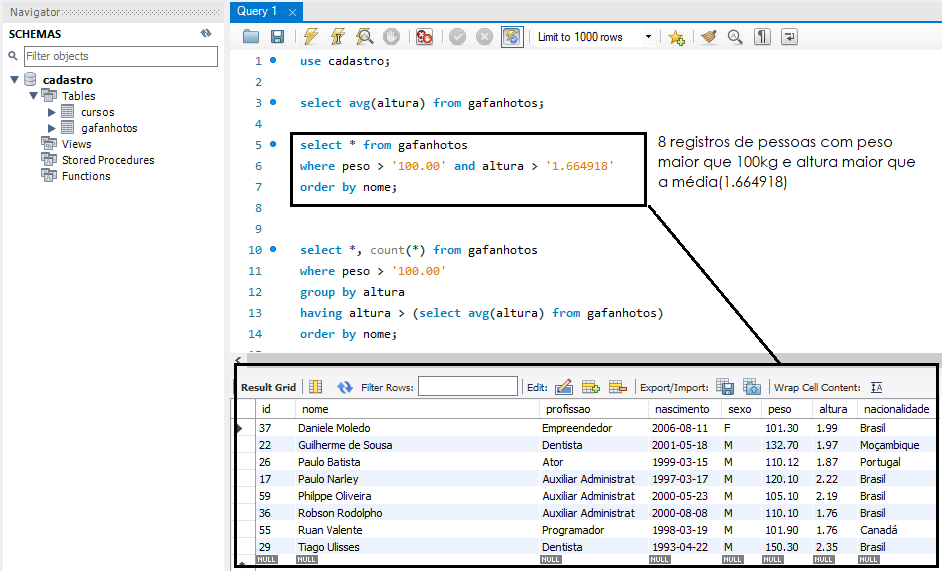 Navigator
SCHEMAS
Filter objects
cadastro
Tables
cursos
gafanhotos
Views
Stored Procedures
Functions
Query 1
Limit to 1000 rows
1 use cadastro;
2
3 select avg(altura) from gafanhotos;
4
5 select * from gafanhotos
6 where peso > '100.00' and altura > '1.664918'
7 order by nome;
8
9
10 select *, count(*) from gafanhotos
11 where peso > '100.00'
12 group by altura
13 having altura > (select avg(altura) from gafanhotos)
14 order by nome;
8 registros de pessoas com peso
maior que 100kg e altura maior que
a média(1.664918)
Result Grid Filter Rows: Edit: Export/Import: Wrap Cell Content:
id nome profissao nascimento sexo peso altura nacionalidade
37 Daniele Moledo Empreendedor 2006-08-11 F 101.30 1.99 Brasil
22 Guilherme de Sousa Dentista 2001-05-18 M 132.70 1.97 Moçambique
26 Paulo Batista Ator 1999-03-15 M 110.12 1.87 Portugal
17 Paulo Narley Auxiliar Administrat 1997-03-17 M 120.10 2.22 Brasil
59 Philppe Oliveira Auxiliar Administrat 2000-05-23 M 105.10 2.19 Brasil
36 Robson Rodolpho Auxiliar Administrat 2000-08-08 M 110.10 1.76 Brasil
55 Ruan Valente Programador 1998-03-19 M 101.90 1.76 Canadá
29 Tiago Ulisses Dentista 1993-04-22 M 150.30 2.35 Brasil
NULL NULL NULL NULL NULL NULL NULL NULL